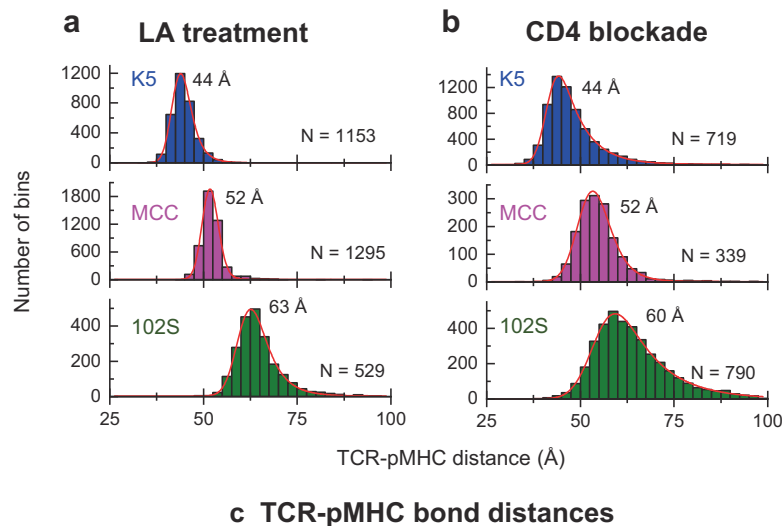 a LA treatment
K5
44 Å
N = 1153
1200
800
400
0
MCC
52 Å
N = 1295
1800
1200
600
0
102S
63 Å
N = 529
400
200
0
25 50 75 100
b CD4 blockade
K5
44 Å
N = 719
1200
800
400
0
MCC
52 Å
N = 339
300
200
100
0
102S
60 Å
N = 790
400
200
0
25 50 75 100
Number of bins
TCR-pMHC distance (Å)
c TCR-pMHC bond distances